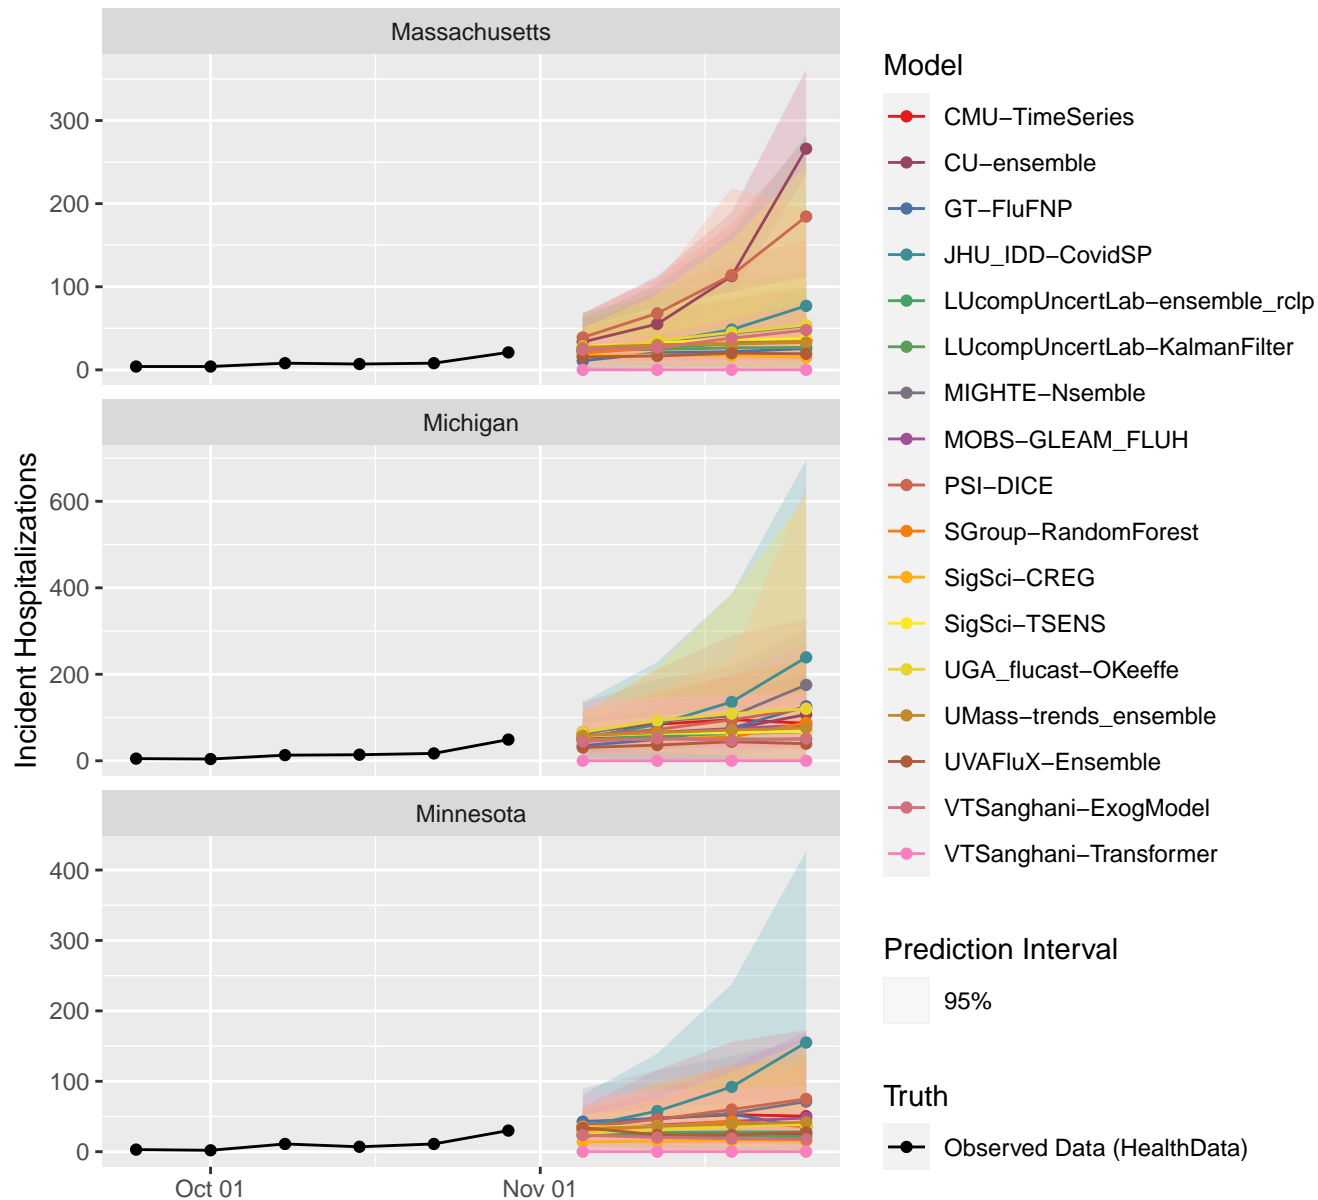 Massachusetts
300
200
100
0
Michigan
600
400
200
0
Minnesota
400
300
200
100
0
Oct 01
Nov 01
Incident Hospitalizations
Model
CMU−TimeSeries
CU−ensemble
GT−FluFNP
JHU_IDD−CovidSP
LUcompUncertLab−ensemble_rclp
LUcompUncertLab−KalmanFilter
MIGHTE−Nsemble
MOBS−GLEAM_FLUH
PSI−DICE
SGroup−RandomForest
SigSci−CREG
SigSci−TSENS
UGA_flucast−OKeeffe
UMass−trends_ensemble
UVAFluX−Ensemble
VTSanghani−ExogModel
VTSanghani−Transformer
Prediction Interval
95%
Truth
Observed Data (HealthData)